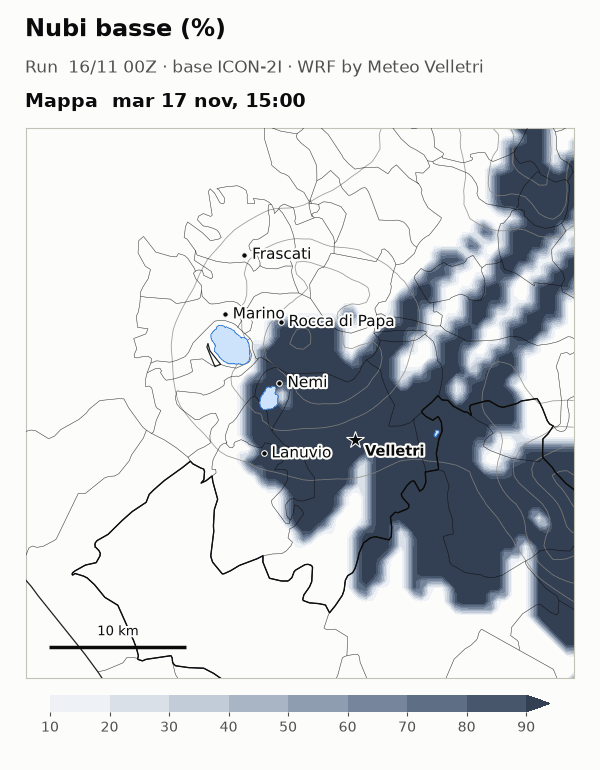 Nubi basse (%)
Run 16/11 00Z · base ICON-2I · WRF by Meteo Velletri
Mappa mar 17 nov, 15:00
Frascati
Marino
Rocca di Papa
Nemi
Velletri
Lanuvio
10 km
10 20 30 40 50 60 70 80 90